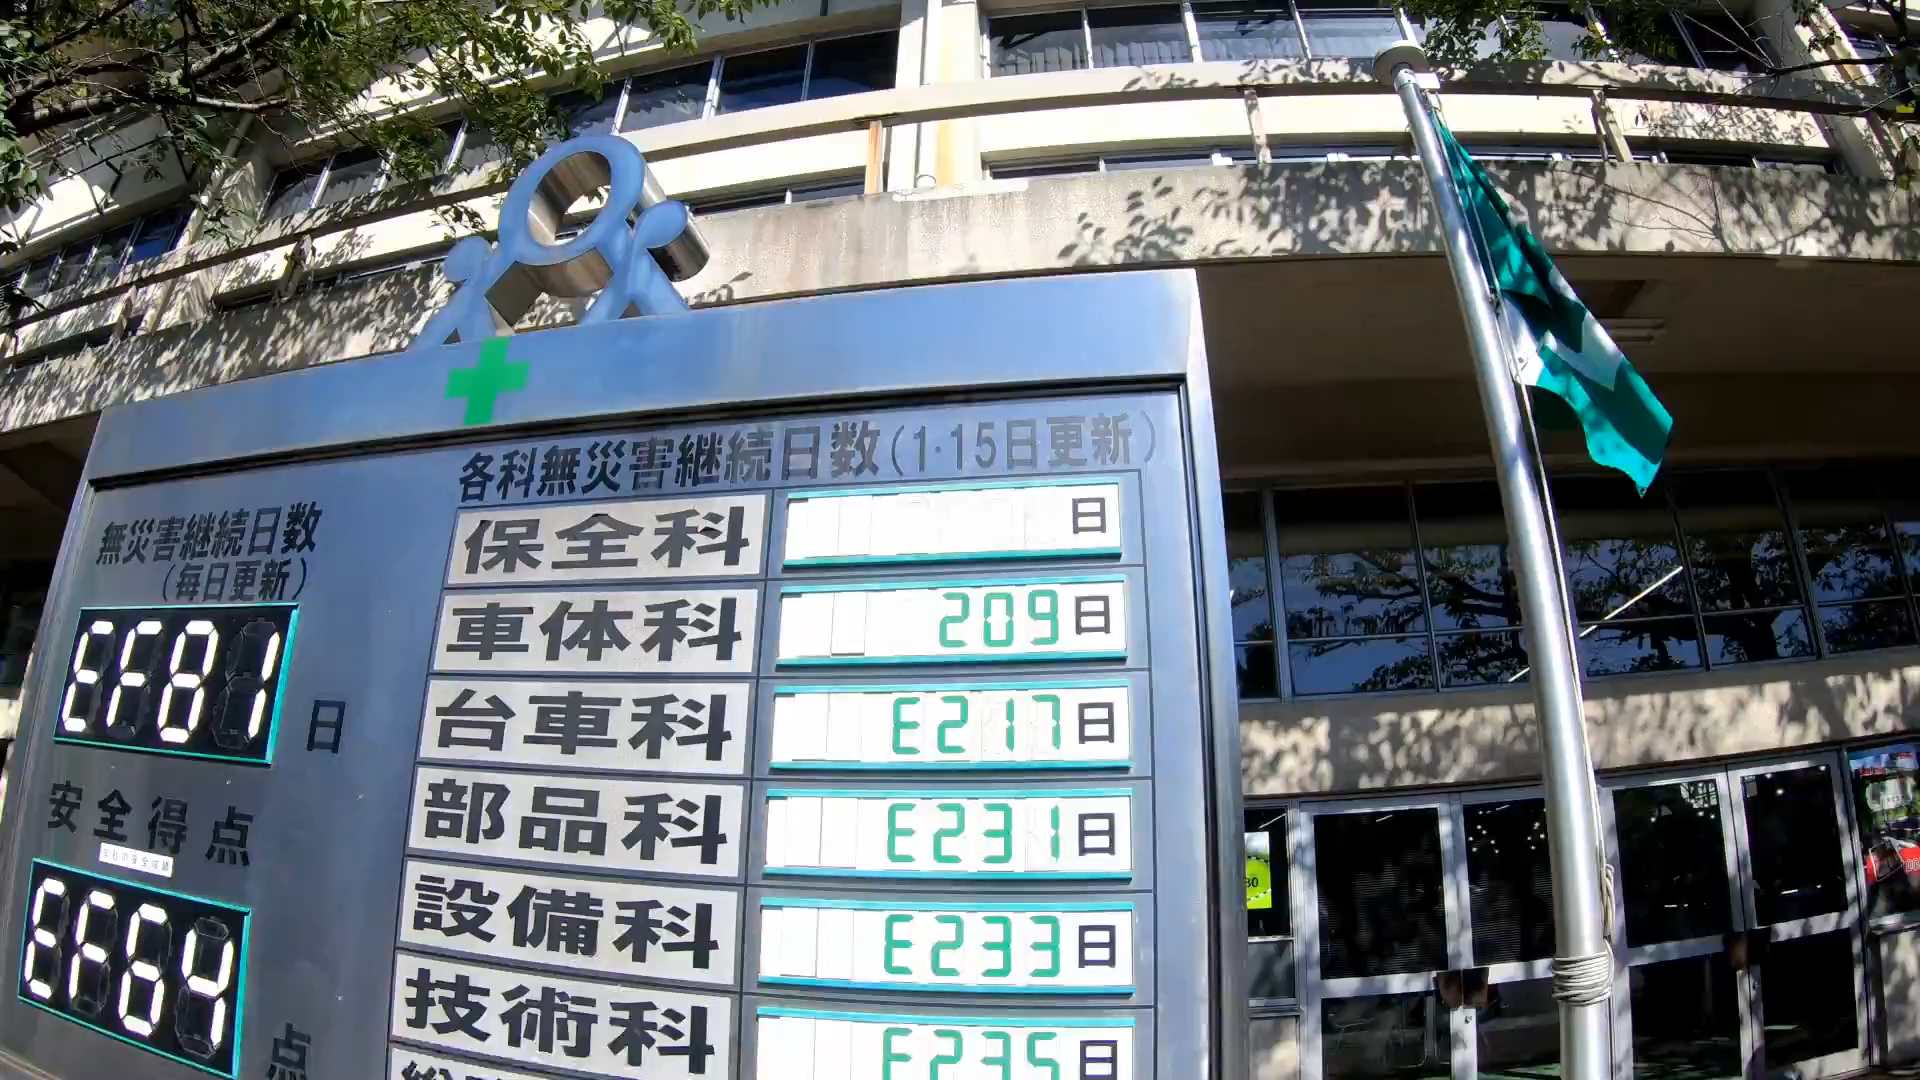 各科無災害継続日数(1・15日更新)
無災害継続日数
(毎日更新)
EF81
日
安全得点
EF64
点
保全科 日
車体科 209日
台車科 E217日
部品科 E231日
設備科 E233日
技術科 E235日